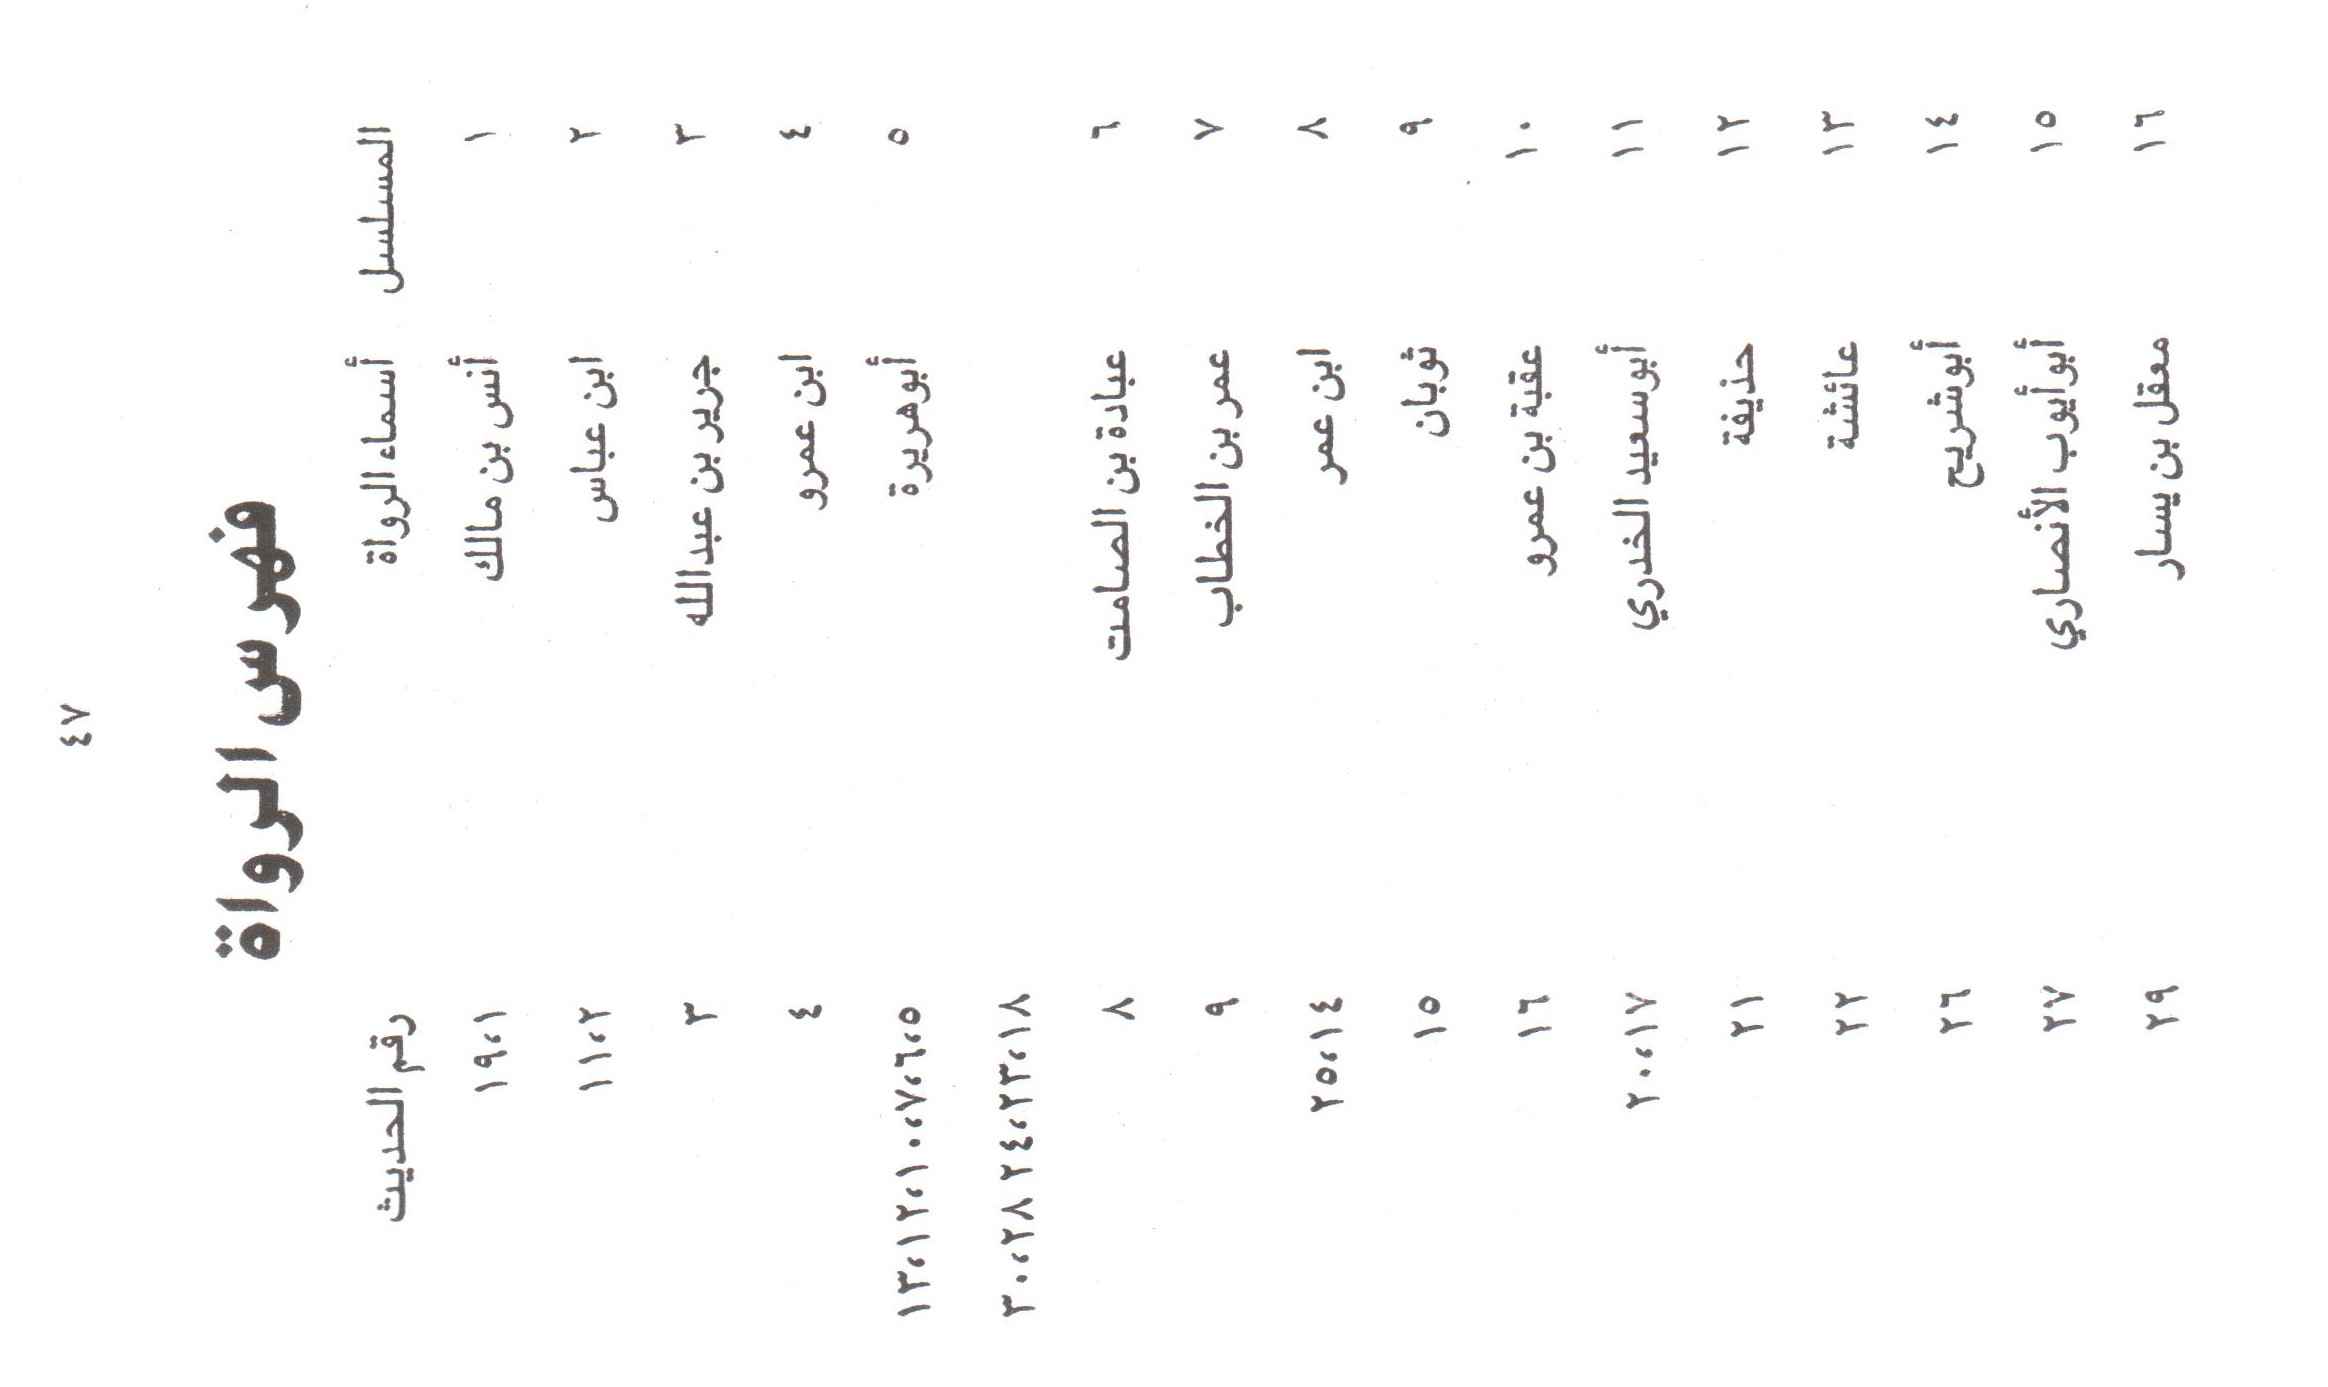 ٤٧
فهرس الرواة
المسلسل أسماء الرواة رقم الحديث
١ أنس بن مالك ١،١٩
٢ ابن عباس ٢،١١
٣ جرير بن عبدالله ٣
٤ ابن عمرو ٤
٥ أبوهريرة ٥،٦،٧،١٠،١٢،١٣
١٨،٢٣،٢٤ ٢٨،٣٠
٦ عبادة بن الصامت ٨
٧ عمر بن الخطاب ٩
٨ ابن عمر ١٤،٢٥
٩ ثوبان ١٥
١٠ عقبة بن عمرو ١٦
١١ أبوسعيد الخدري ١٧،٢٠
١٢ حذيفة ٢١
١٣ عائشة ٢٢
١٤ أبوشريح ٢٦
١٥ أبوأيوب الأنصاري ٢٧
١٦ معقل بن يسار ٢٩